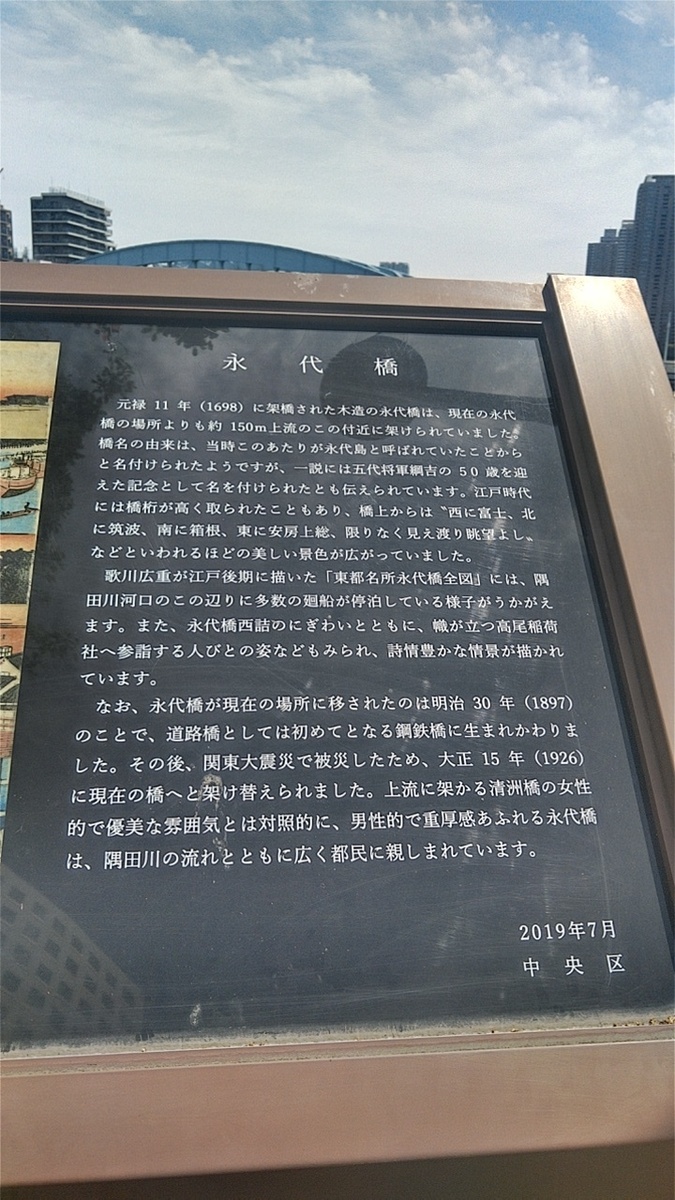 永代橋
元禄 11 年（1698）に架橋された木造の永代橋は、現在の永代
橋の場所よりも約 150m上流のこの付近に架けられていました。
橋名の由来は、当時このあたりが永代島と呼ばれていたことから
と名付けられたようですが、一説には五代将軍綱吉の 50 歳を迎
えた記念として名を付けられたとも伝えられています。江戸時代
には橋桁が高く取られたこともあり、橋上からは〝西に富士、北
に筑波、南に箱根、東に安房上総、限りなく見え渡り眺望よし〟
などといわれるほどの美しい景色が広がっていました。
歌川広重が江戸後期に描いた「東都名所永代橋全図」には、隅
田川河口のこの辺りに多数の廻船が停泊している様子がうかがえ
ます。また、永代橋西詰のにぎわいとともに、幟が立つ高尾稲荷
社へ参詣する人びとの姿などもみられ、詩情豊かな情景が描かれ
ています。
なお、永代橋が現在の場所に移されたのは明治 30 年（1897）
のことで、道路橋としては初めてとなる鋼鉄橋に生まれかわりま
した。その後、関東大震災で被災したため、大正 15 年（1926）
に現在の橋へと架け替えられました。上流に架かる清洲橋の女性
的で優美な雰囲気とは対照的に、男性的で重厚感あふれる永代橋
は、隅田川の流れとともに広く都民に親しまれています。
2019年7月
中央区